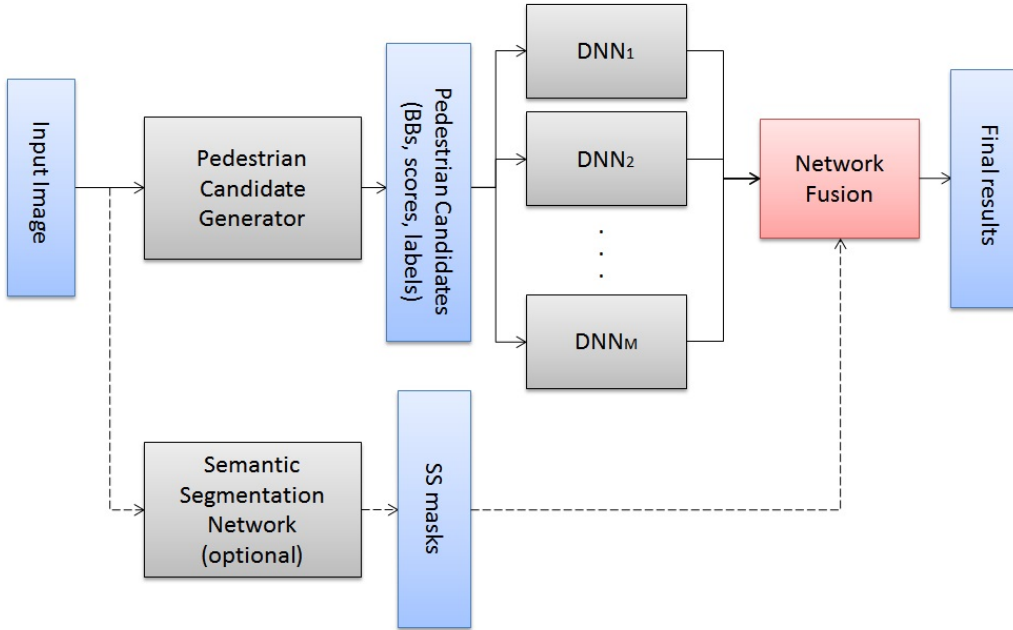 Input Image
Pedestrian
Candidate
Generator
Pedestrian Candidates
(BBs, scores, labels)
DNN1
DNN2
.
.
.
DNNM
Network
Fusion
Final results
Semantic
Segmentation
Network
(optional)
SS masks